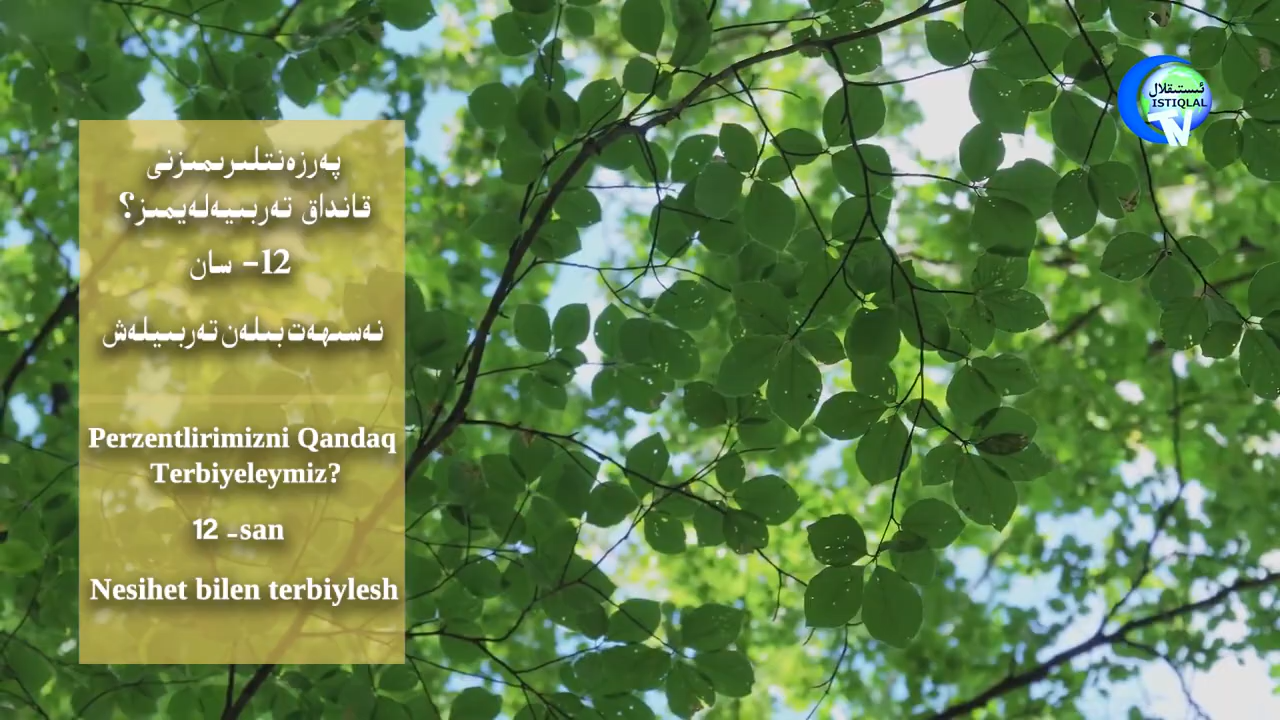 پەرزەنتلىرىمىزنى
قانداق تەربىيەلەيمىز؟
12- سان
نەسىھەت بىلەن تەربىيلەش
Perzentlirimizni Qandaq
Terbiyeleymiz?
12 -san
Nesihet bilen terbiylesh
ئىستىقلال
ISTIQLAL
TV